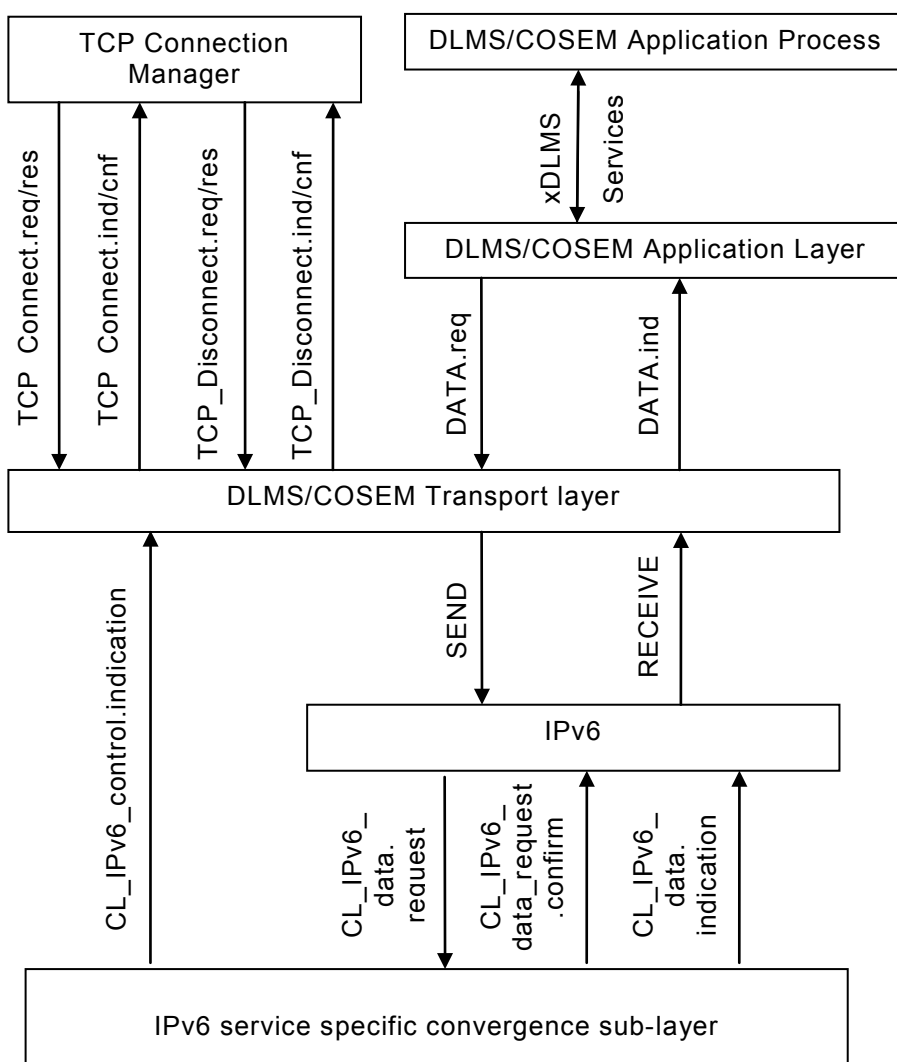 TCP Connection
Manager
DLMS/COSEM Application Process
TCP Connect.req/res
TCP Connect.ind/cnf
TCP_Disconnect.req/res
TCP_Disconnect.ind/cnf
xDLMS
Services
DLMS/COSEM Application Layer
DATA.req
DATA.ind
DLMS/COSEM Transport layer
CL_IPv6_control.indication
SEND
RECEIVE
IPv6
CL_IPv6_
data.
request
CL_IPv6_
data_request
.confirm
CL_IPv6_
data.
indication
IPv6 service specific convergence sub-layer